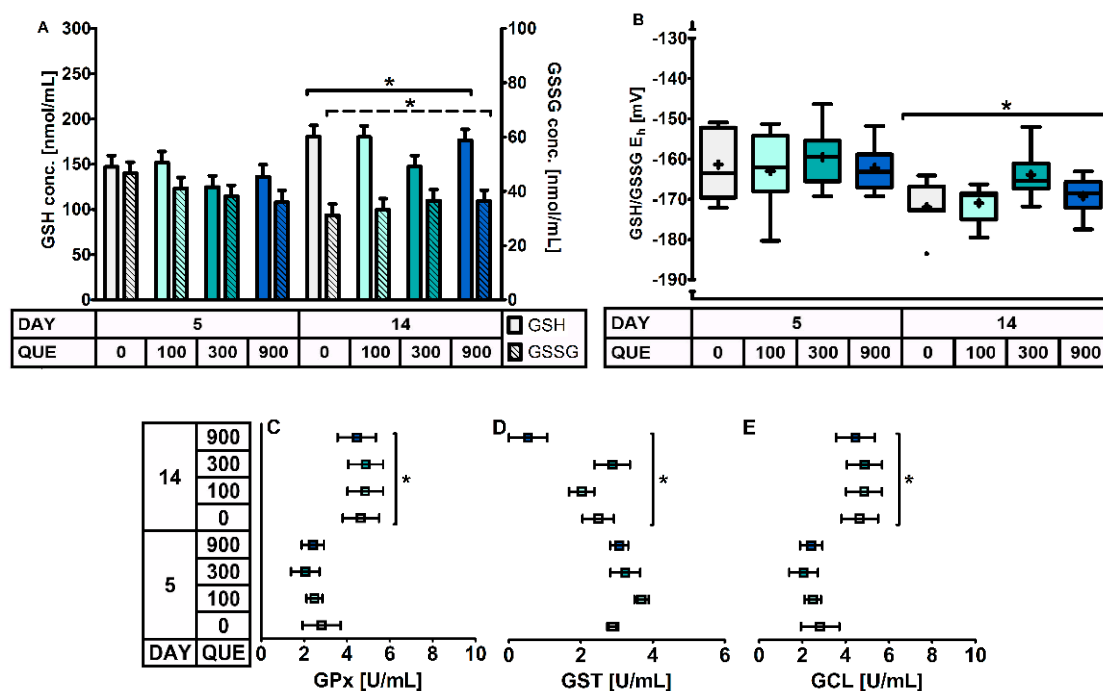 A
GSH conc. [nmol/mL]
300
250
200
150
100
50
0
*
*
100
80
60
40
20
0
GSSG conc. [nmol/mL]
DAY 5 14
QUE 0 100 300 900 0 100 300 900
GSH
GSSG
B
GSH/GSSG Eh [mV]
-130
-140
-150
-160
-170
-180
-190
*
DAY 5 14
QUE 0 100 300 900 0 100 300 900
14
900
300
100
0
5
900
300
100
0
DAY QUE
C
*
0 2 4 6 8 10
GPx [U/mL]
D
*
0 2 4 6
GST [U/mL]
E
*
0 2 4 6 8 10
GCL [U/mL]